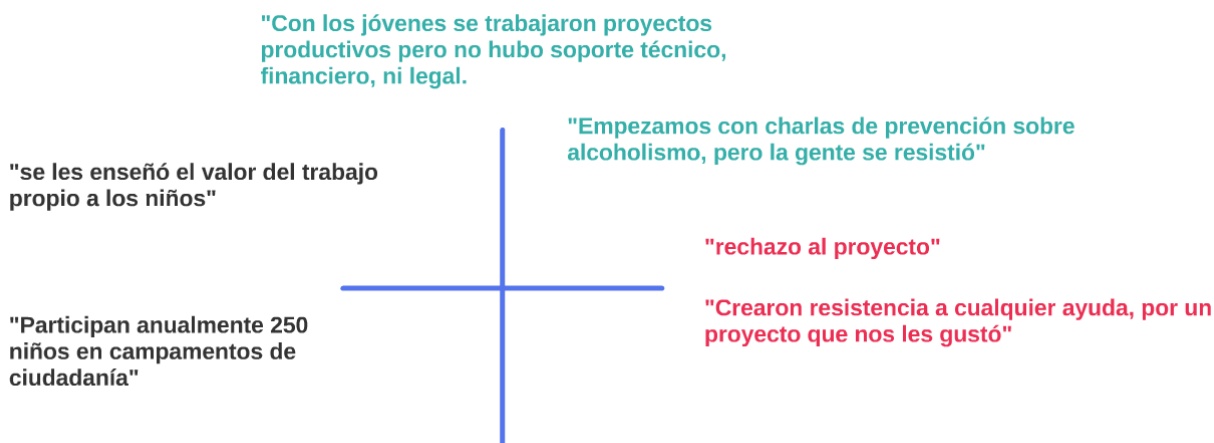 "Con los jóvenes se trabajaron proyectos
productivos pero no hubo soporte técnico,
financiero, ni legal.
"Empezamos con charlas de prevención sobre
alcoholismo, pero la gente se resistió"
"se les enseñó el valor del trabajo
propio a los niños"
"rechazo al proyecto"
"Crearon resistencia a cualquier ayuda, por un
proyecto que nos les gustó"
"Participan anualmente 250
niños en campamentos de
ciudadanía"